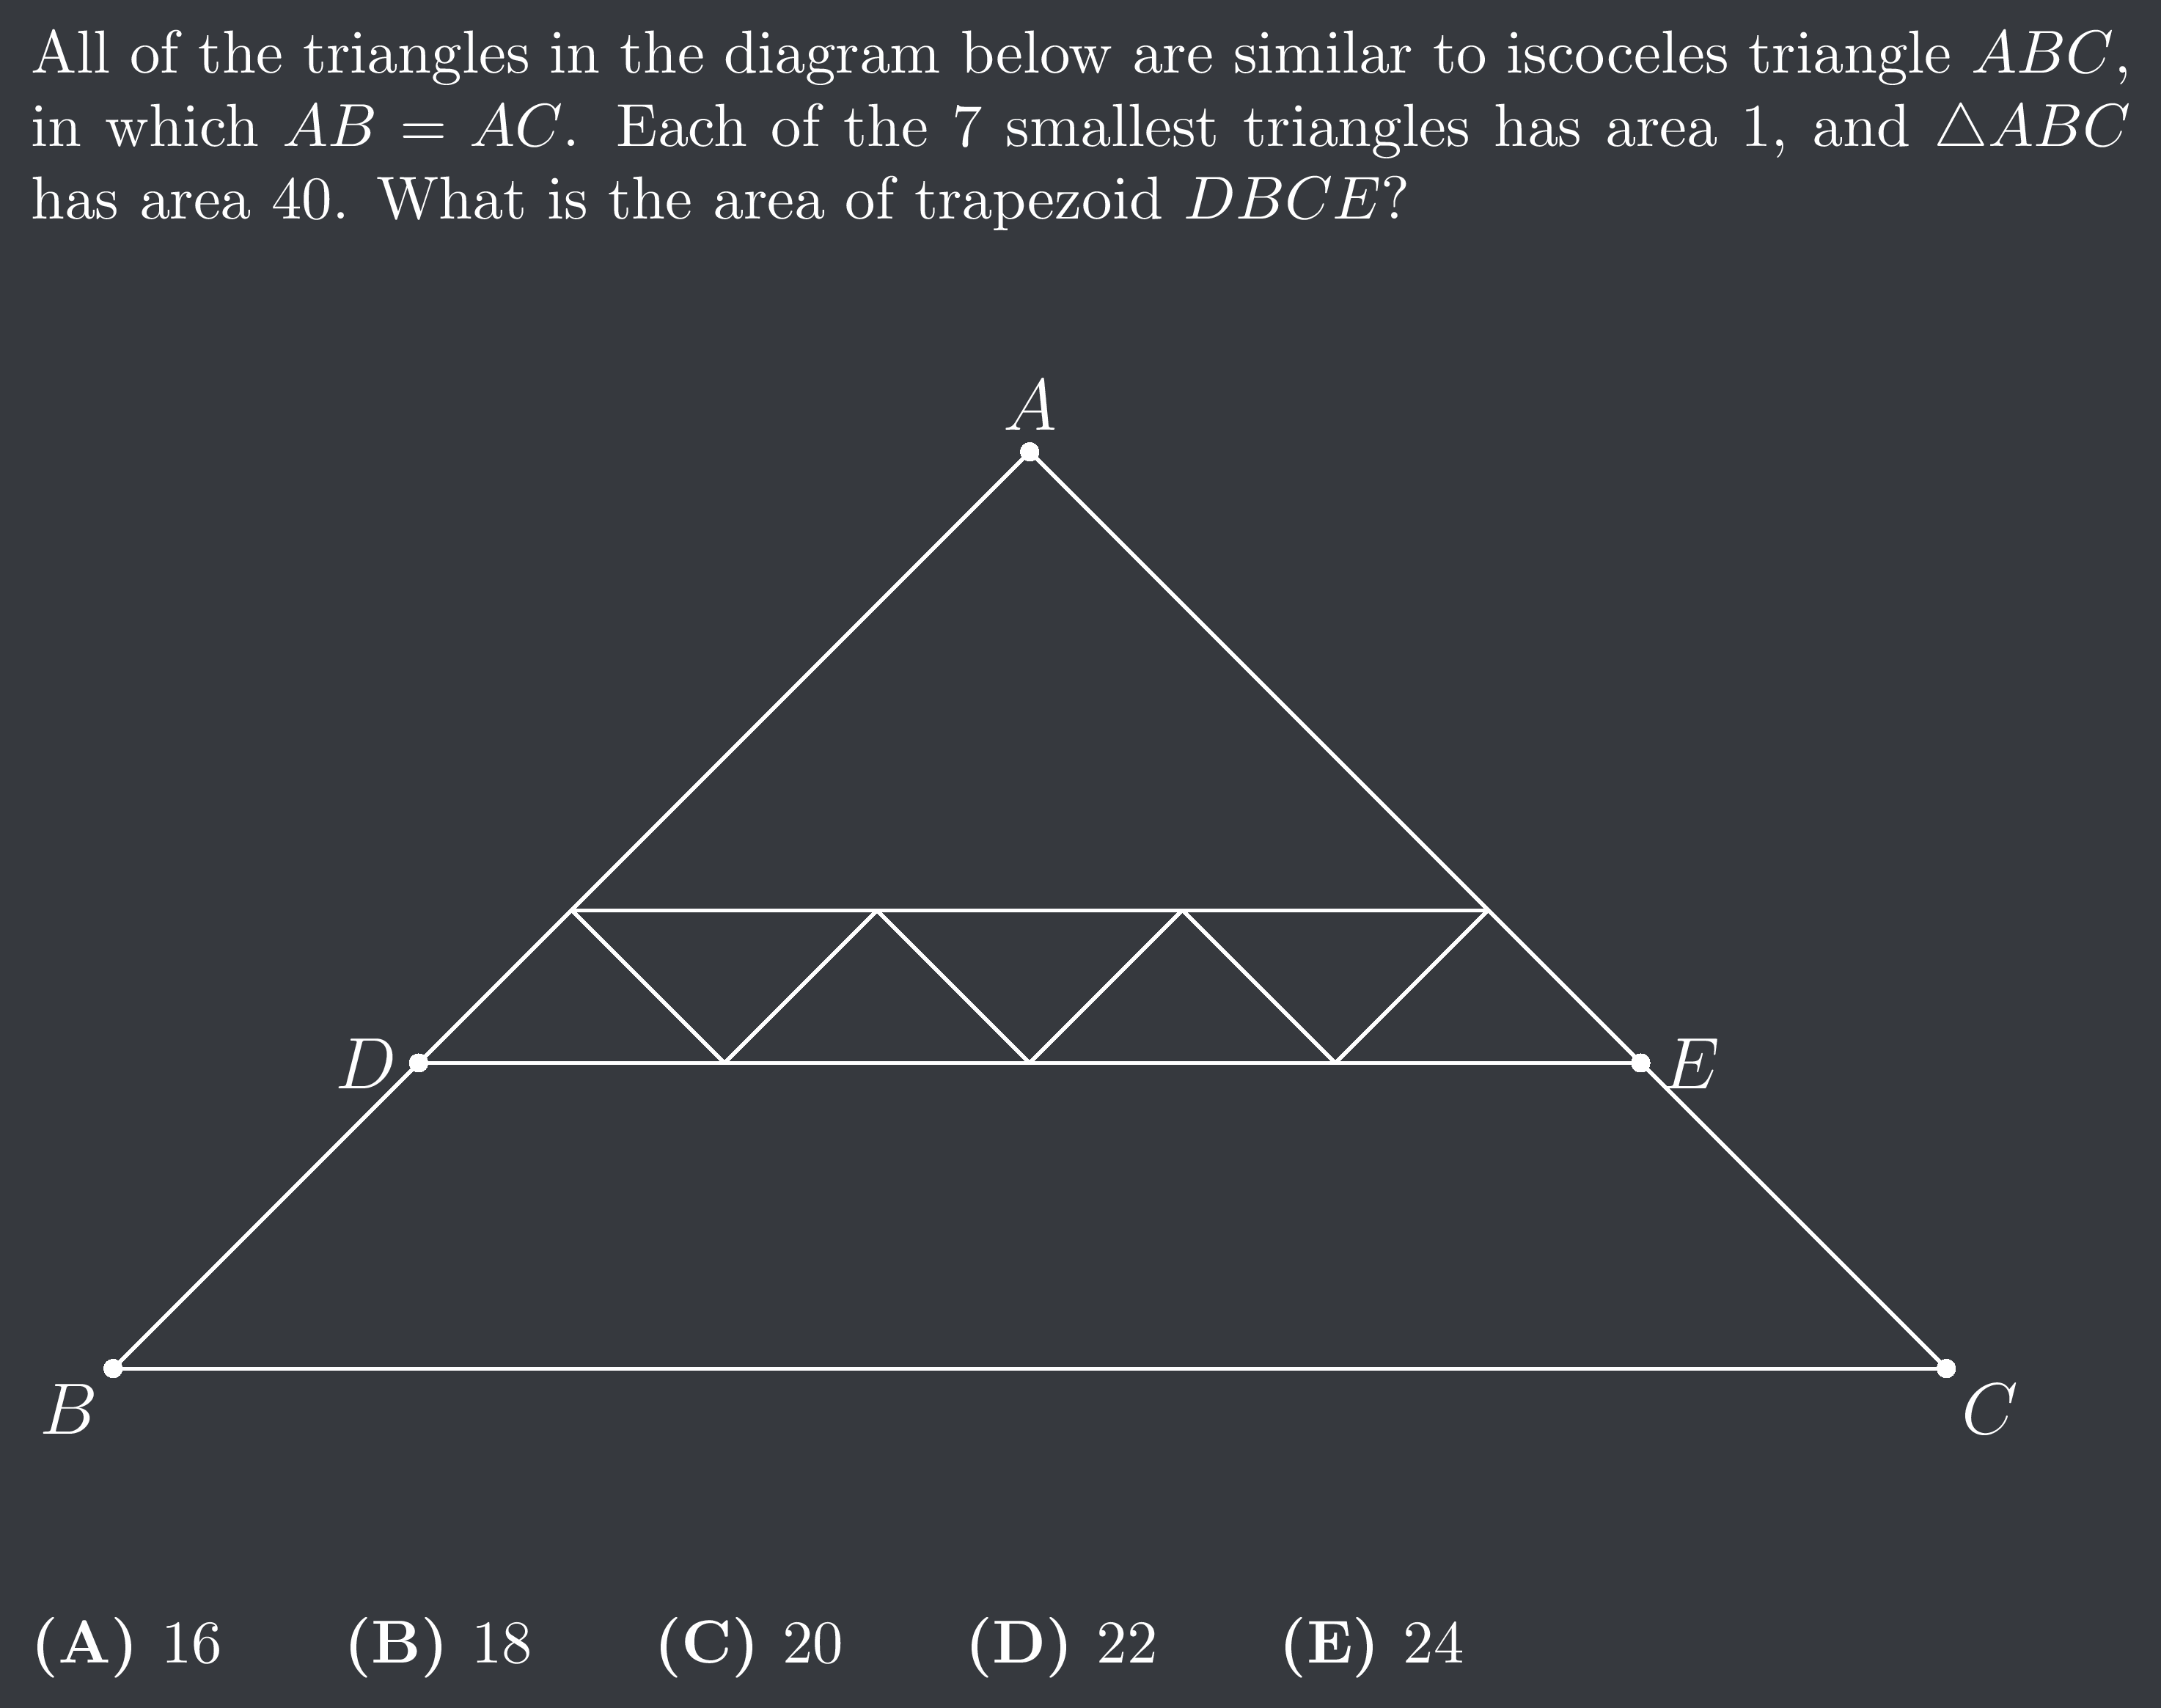 All of the triangles in the diagram below are similar to iscoceles triangle ABC,
in which AB = AC. Each of the 7 smallest triangles has area 1, and △ABC
has area 40. What is the area of trapezoid DBCE?
A
D
E
B
C
(A) 16 (B) 18 (C) 20 (D) 22 (E) 24